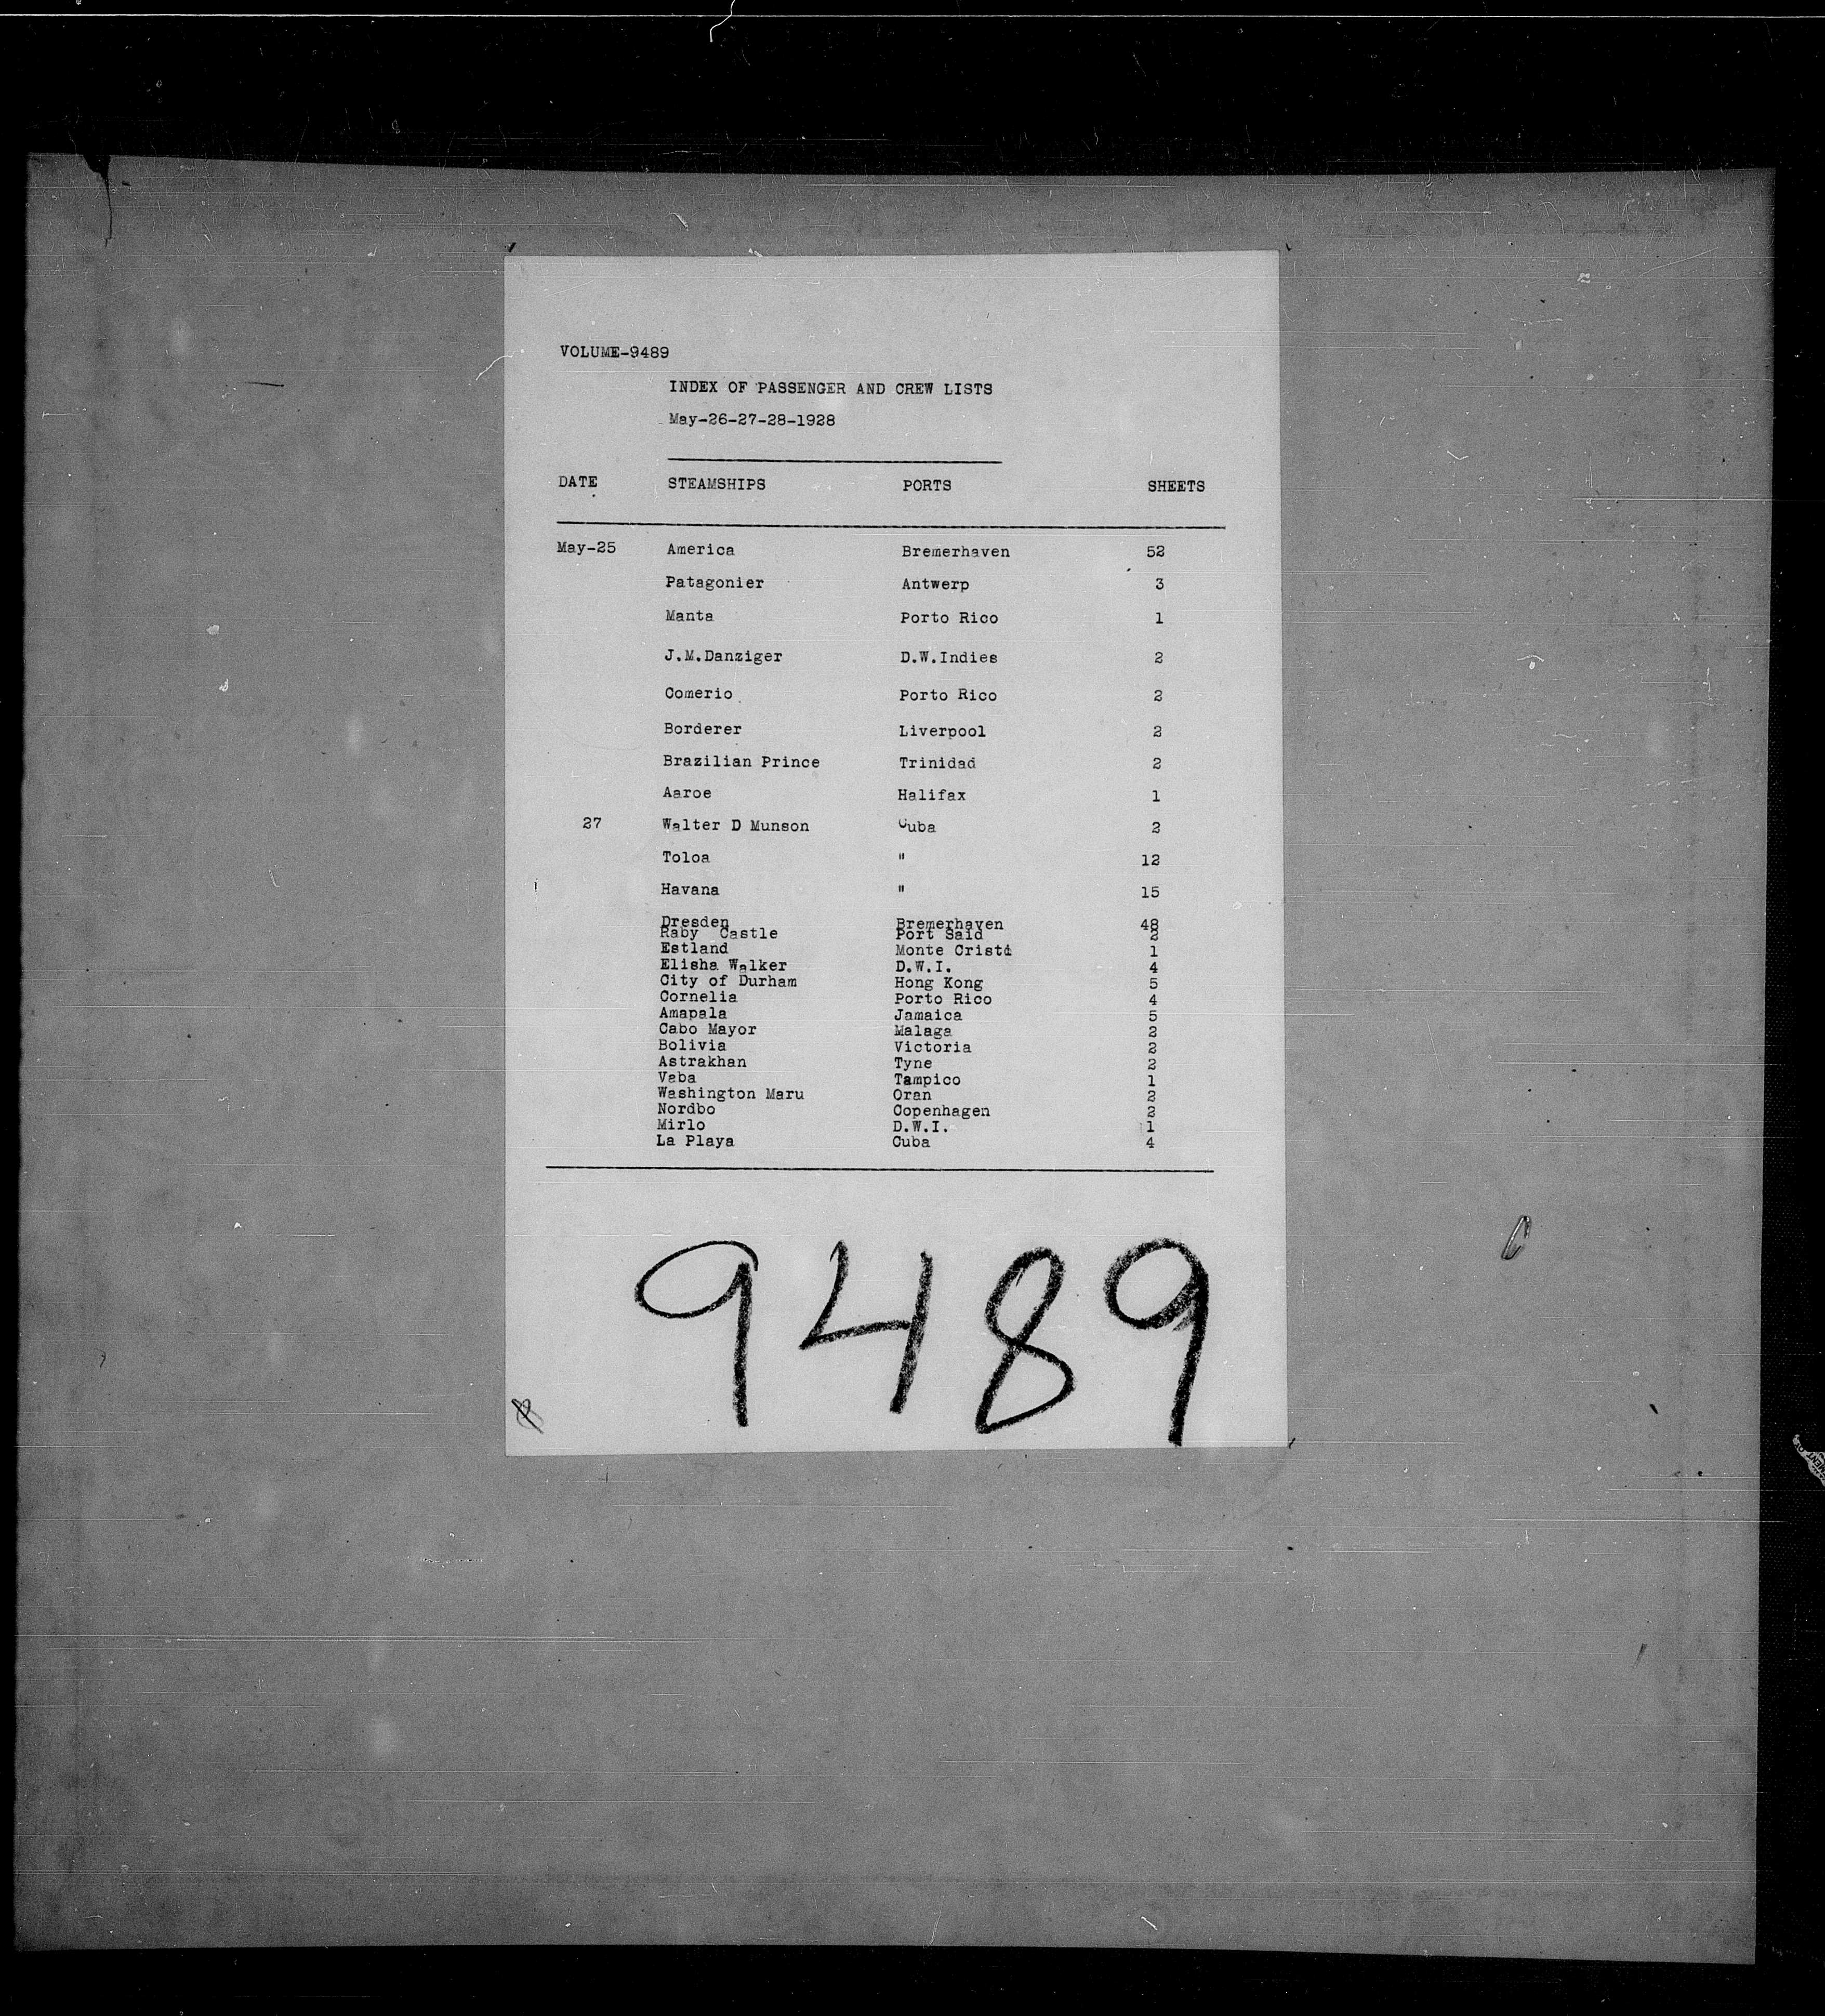 VOLUME-9489
INDEX OF PASSENGER AND CREW LISTS
May-26-27-28-1928
DATE STEAMSHIPS PORTS SHEETS
May-25 America Bremerhaven 52
Patagonier Antwerp 3
Manta Porto Rico 1
J.M.Danziger D.W.Indies 2
Comerio Porto Rico 2
Borderer Liverpool 2
Brazilian Prince Trinidad 2
Aaroe Halifax 1
27 Walter D Munson Cuba 2
Toloa " 12
Havana " 15
Dresden Bremerhaven 48
Raby Castle Port Said 2
Estland Monte Cristi 1
Elisha Walker D.W.I. 4
City of Durham Hong Kong 5
Cornelia Porto Rico 4
Amapala Jamaica 5
Cabo Mayor Malaga 2
Bolivia Victoria 2
Astrakhan Tyne 2
Vaba Tampico 1
Washington Maru Oran 2
Nordbo Copenhagen 2
Mirlo D.W.I. 1
La Playa Cuba 4
9489